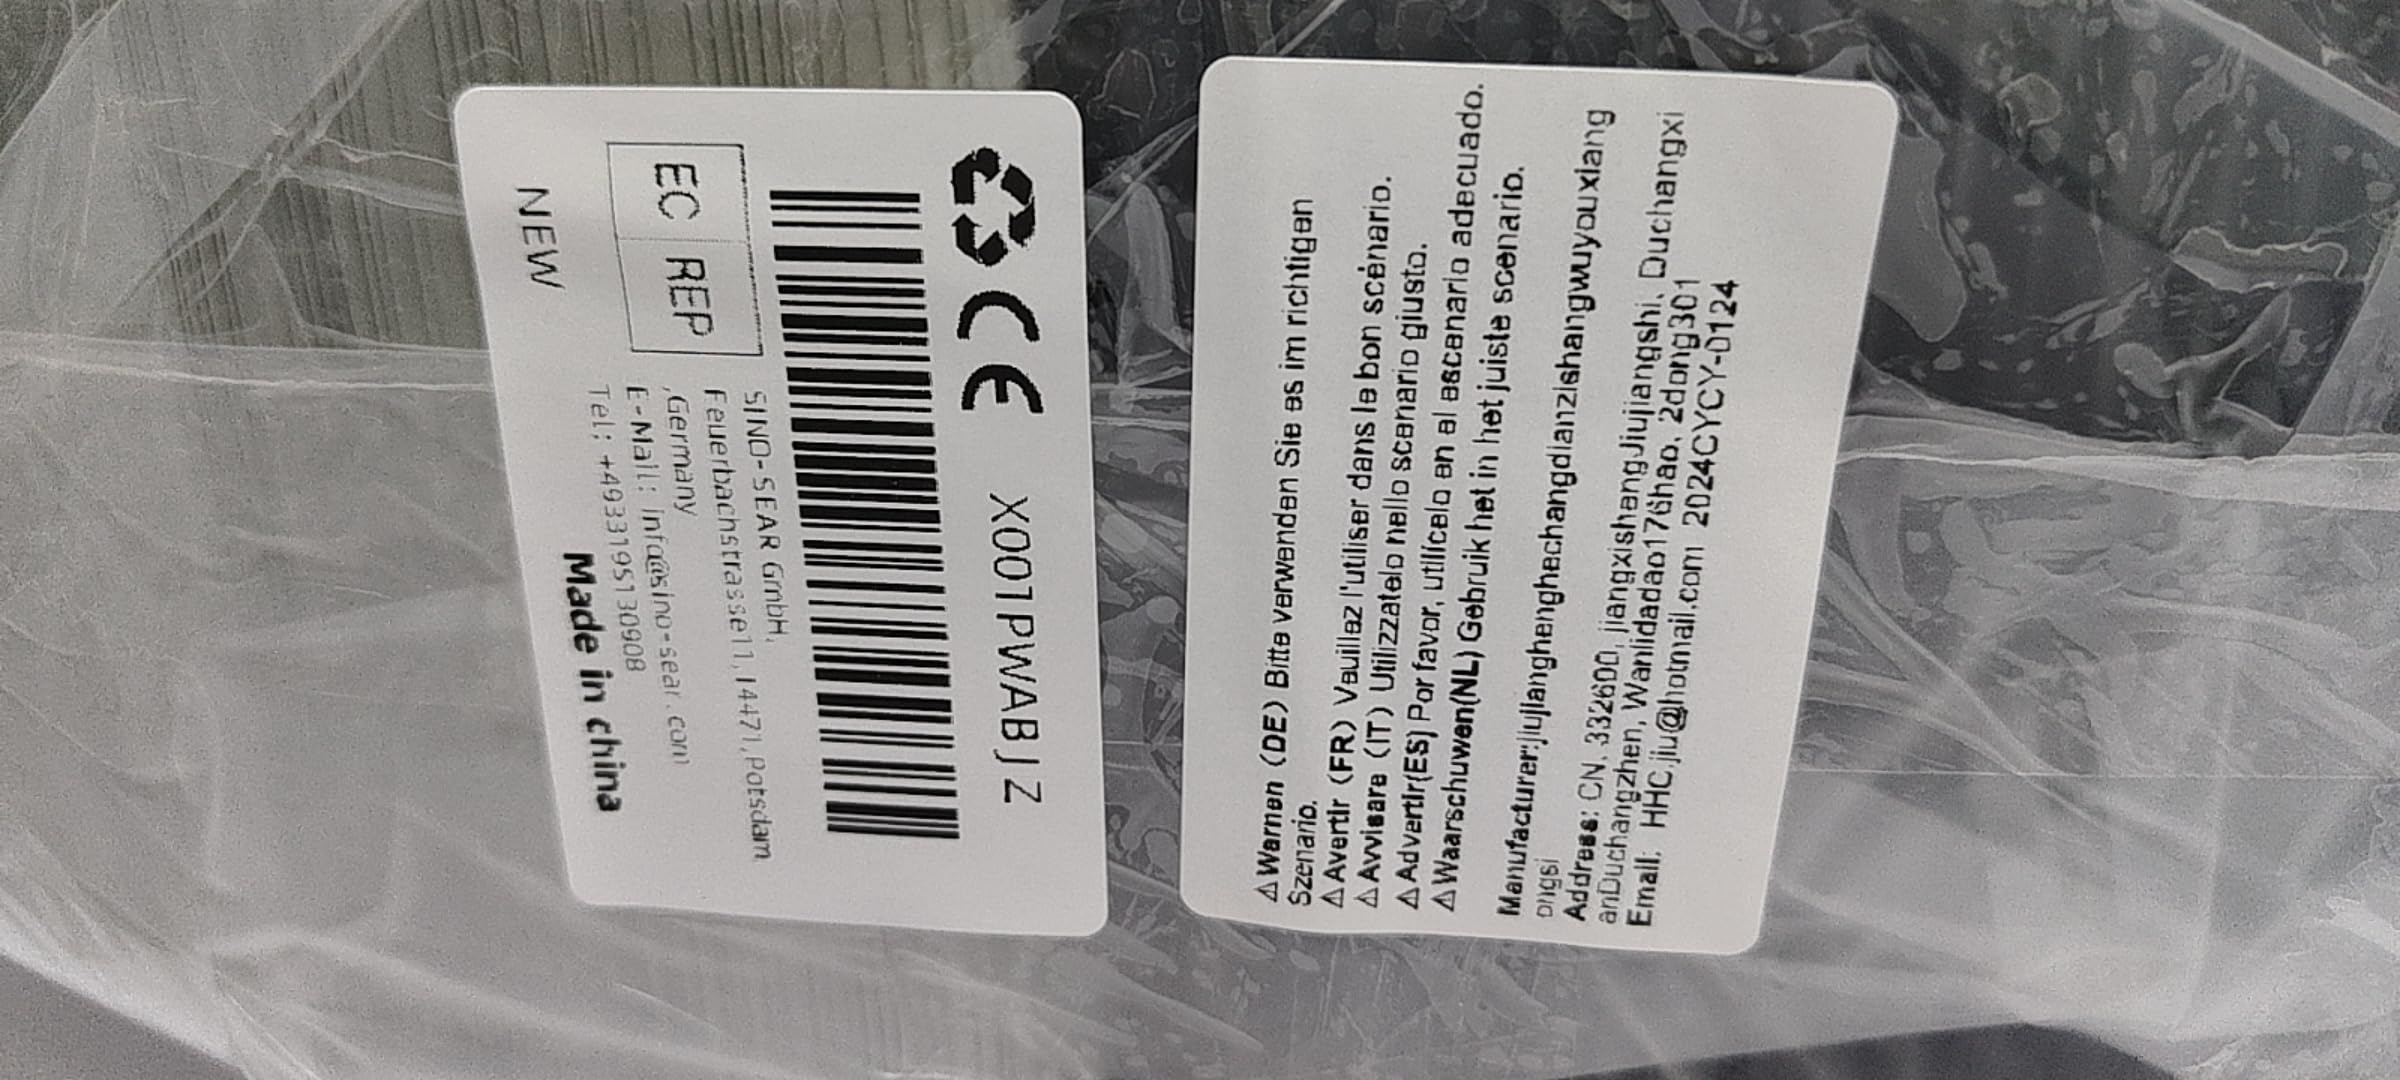 NEW
EC REP
SINO-SEAR GmbH,
Feuerbachstrasse11,14471,Potsdam
,Germany
E-Mail: info@sino-sear.com
Tel: +4933195130908
Made in china
CE X001PWABJZ
⚠Warnen (DE) Bitte verwenden Sie es im richtigen
Szenario.
⚠Avertir (FR) Veuillez l'utiliser dans le bon scénario.
⚠Avvisare (IT) Utilizzatelo nello scenario giusto.
⚠Advertir(ES) Por favor, utilícelo en el escenario adecuado.
⚠Waarschuwen(NL) Gebruik het in het juiste scenario.
Manufacturer:jiujianghenghechangdianzishangwuyouxiang
ongsi
Address: CN, 332600, jiangxishengJiujiangshi, Duchangxi
anDuchangzhen, Wanlidadao176hao, 2dong301
Email: HHC.jiu@hotmail.com 2024CYCY-0124